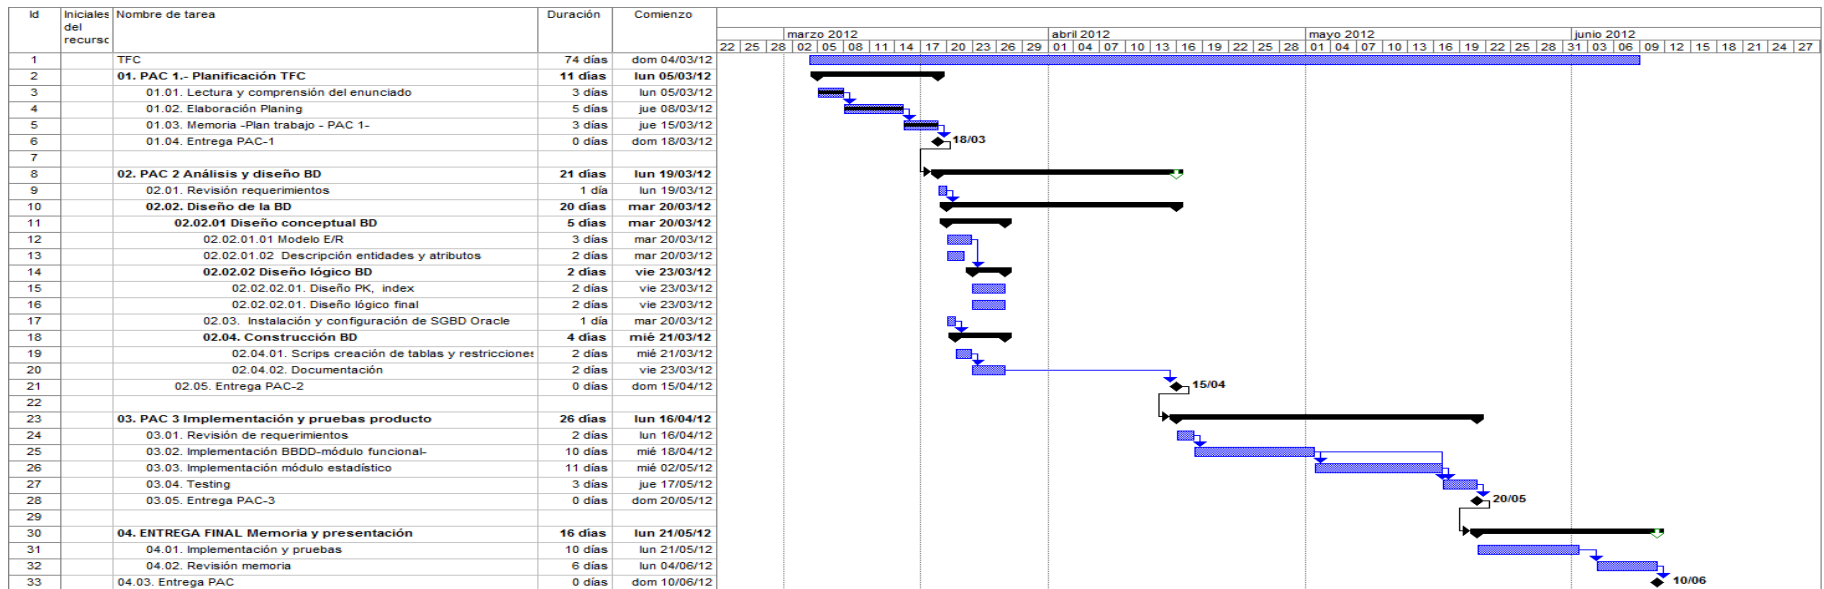 Id Iniciales del recurso Nombre de tarea Duración Comienzo
marzo 2012 abril 2012 mayo 2012 junio 2012
22 25 28 02 05 08 11 14 17 20 23 26 29 01 04 07 10 13 16 19 22 25 28 01 04 07 10 13 16 19 22 25 28 31 03 06 09 12 15 18 21 24 27
1 TFC 74 días dom 04/03/12
2 01. PAC 1.- Planificación TFC 11 días lun 05/03/12
3 01.01. Lectura y comprensión del enunciado 3 días lun 05/03/12
4 01.02. Elaboración Planing 5 días jue 08/03/12
5 01.03. Memoria -Plan trabajo - PAC 1- 3 días jue 15/03/12
6 01.04. Entrega PAC-1 0 días dom 18/03/12 18/03
7
8 02. PAC 2 Análisis y diseño BD 21 días lun 19/03/12
9 02.01. Revisión requerimientos 1 día lun 19/03/12
10 02.02. Diseño de la BD 20 días mar 20/03/12
11 02.02.01 Diseño conceptual BD 5 días mar 20/03/12
12 02.02.01.01 Modelo E/R 3 días mar 20/03/12
13 02.02.01.02 Descripción entidades y atributos 2 días mar 20/03/12
14 02.02.02 Diseño lógico BD 2 días vie 23/03/12
15 02.02.02.01. Diseño PK, index 2 días vie 23/03/12
16 02.02.02.01. Diseño lógico final 2 días vie 23/03/12
17 02.03. Instalación y configuración de SGBD Oracle 1 día mar 20/03/12
18 02.04. Construcción BD 4 días mié 21/03/12
19 02.04.01. Scrips creación de tablas y restricciones 2 días mié 21/03/12
20 02.04.02. Documentación 2 días vie 23/03/12
21 02.05. Entrega PAC-2 0 días dom 15/04/12 15/04
22
23 03. PAC 3 Implementación y pruebas producto 26 días lun 16/04/12
24 03.01. Revisión de requerimientos 2 días lun 16/04/12
25 03.02. Implementación BBDD-módulo funcional- 10 días mié 18/04/12
26 03.03. Implementación módulo estadístico 11 días mié 02/05/12
27 03.04. Testing 3 días jue 17/05/12
28 03.05. Entrega PAC-3 0 días dom 20/05/12 20/05
29
30 04. ENTREGA FINAL Memoria y presentación 16 días lun 21/05/12
31 04.01. Implementación y pruebas 10 días lun 21/05/12
32 04.02. Revisión memoria 6 días lun 04/06/12
33 04.03. Entrega PAC 0 días dom 10/06/12 10/06